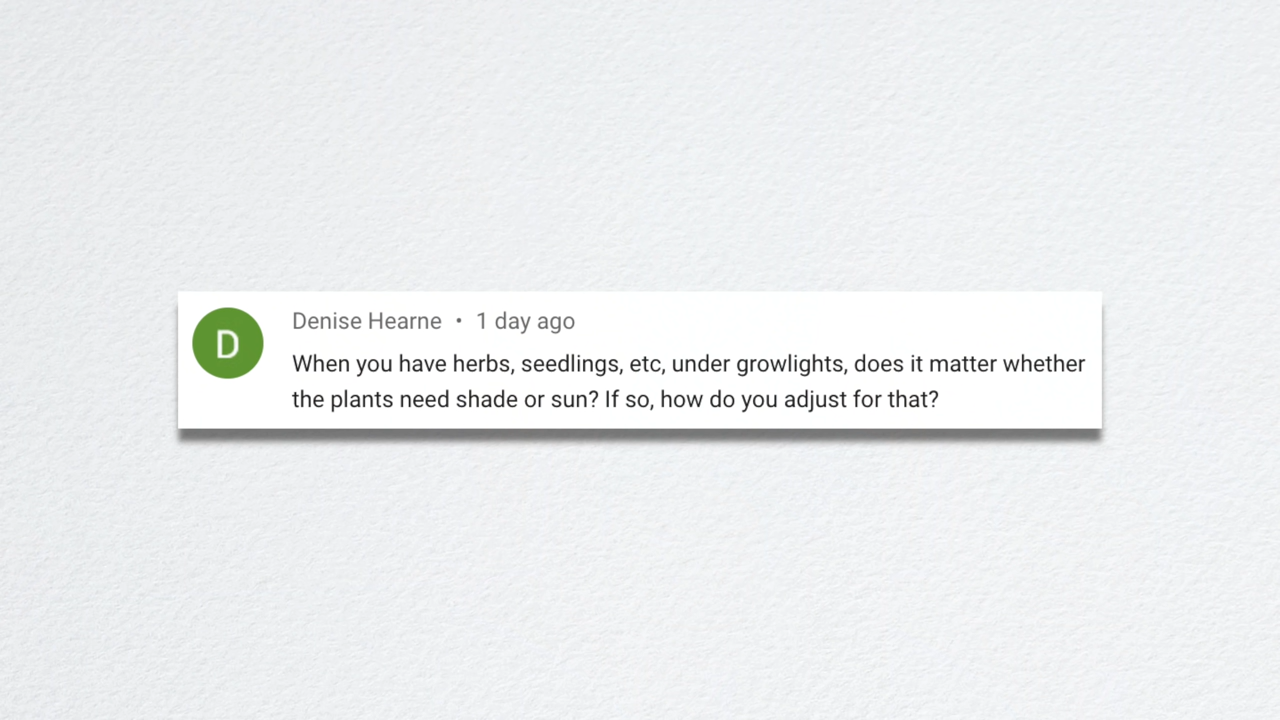 D
Denise Hearne • 1 day ago
When you have herbs, seedlings, etc, under growlights, does it matter whether
the plants need shade or sun? If so, how do you adjust for that?